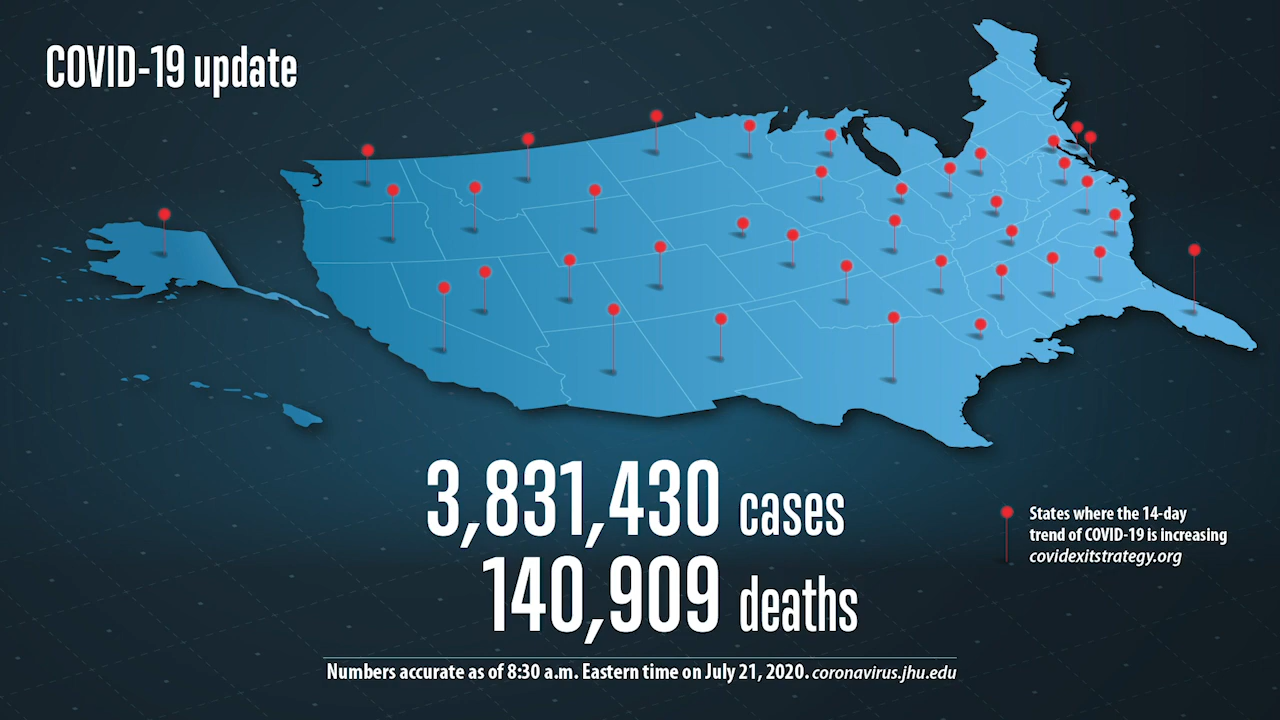 COVID-19 update
3,831,430 cases
140,909 deaths
States where the 14-day
trend of COVID-19 is increasing
covidexitstrategy.org
Numbers accurate as of 8:30 a.m. Eastern time on July 21, 2020. coronavirus.jhu.edu